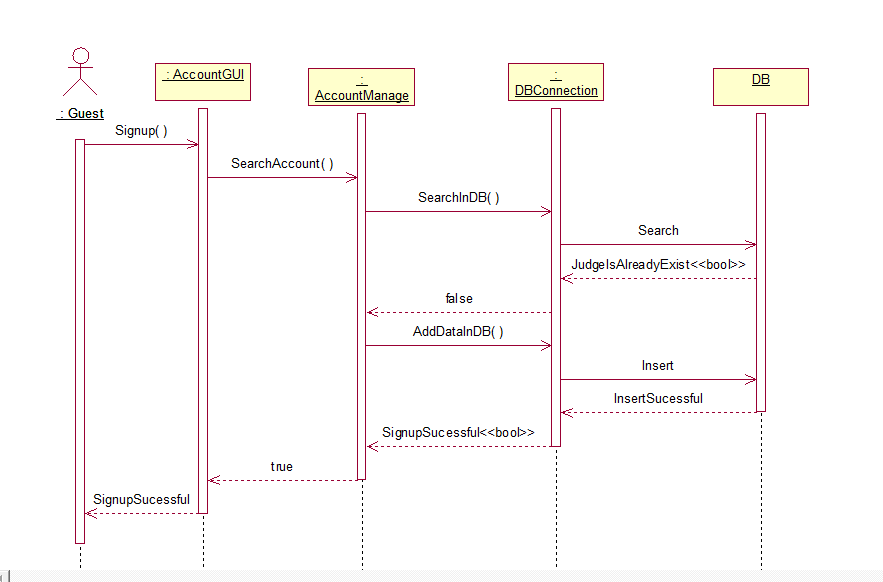 : Guest
: AccountGUI
:
AccountManage
:
DBConnection
DB
Signup( )
SearchAccount( )
SearchInDB( )
Search
JudgeIsAlreadyExist<<bool>>
false
AddDataInDB( )
Insert
InsertSucessful
SignupSucessful<<bool>>
true
SignupSucessful